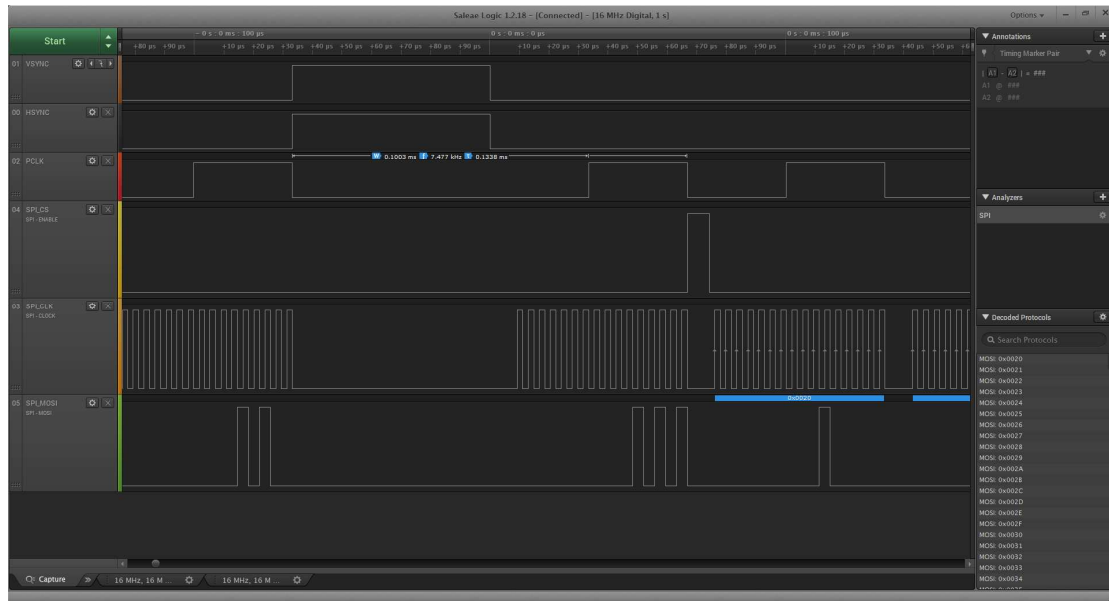 Saleae Logic 1.2.18 - [Connected] - [16 MHz Digital, 1 s]
Options
Start
- 0 s : 0 ms : 100 µs
0 s : 0 ms : 0 µs
0 s : 0 ms : 100 µs
+80 µs +90 µs +10 µs +20 µs +30 µs +40 µs +50 µs +60 µs +70 µs +80 µs +90 µs +10 µs +20 µs +30 µs +40 µs +50 µs +60 µs +70 µs +80 µs +90 µs +10 µs +20 µs +30 µs +40 µs +50 µs
01 VSYNC
00 HSYNC
02 PCLK
W 0.1003 ms f 7.477 kHz T 0.1338 ms
04 SPI_CS
SPI - ENABLE
03 SPI_CLK
SPI - CLOCK
05 SPI_MOSI
SPI - MOSI
0x0020
Capture
16 MHz, 16 M ...
16 MHz, 16 M ...
Annotations
Timing Marker Pair
| A1 - A2 | = ###
A1 @ ###
A2 @ ###
Analyzers
SPI
Decoded Protocols
Search Protocols
MOSI: 0x0020
MOSI: 0x0021
MOSI: 0x0022
MOSI: 0x0023
MOSI: 0x0024
MOSI: 0x0025
MOSI: 0x0026
MOSI: 0x0027
MOSI: 0x0028
MOSI: 0x0029
MOSI: 0x002A
MOSI: 0x002B
MOSI: 0x002C
MOSI: 0x002D
MOSI: 0x002E
MOSI: 0x002F
MOSI: 0x0030
MOSI: 0x0031
MOSI: 0x0032
MOSI: 0x0033
MOSI: 0x0034